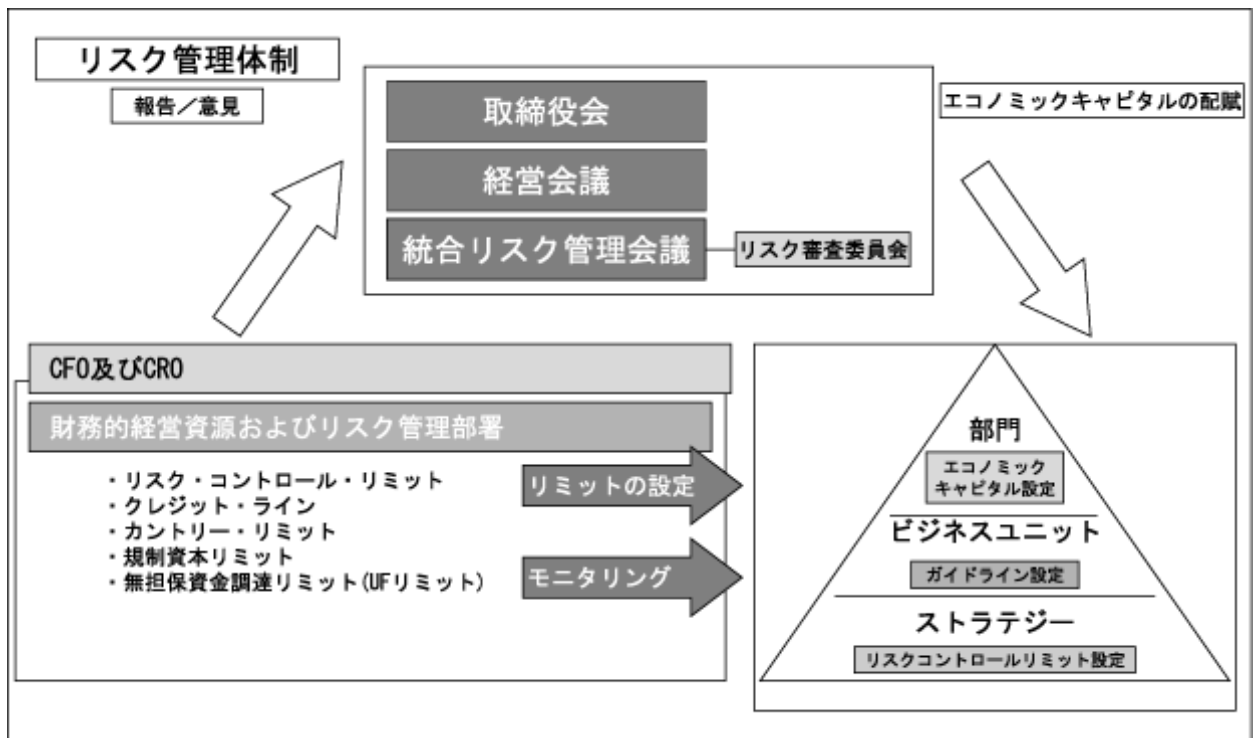 リスク管理体制
報告／意見
取締役会
経営会議
統合リスク管理会議
リスク審査委員会
エコノミックキャピタルの配賦
CFO及びCRO
財務的経営資源およびリスク管理部署
・リスク・コントロール・リミット
・クレジット・ライン
・カントリー・リミット
・規制資本リミット
・無担保資金調達リミット(UFリミット)
リミットの設定
モニタリング
部門
エコノミック
キャピタル設定
ビジネスユニット
ガイドライン設定
ストラテジー
リスクコントロールリミット設定